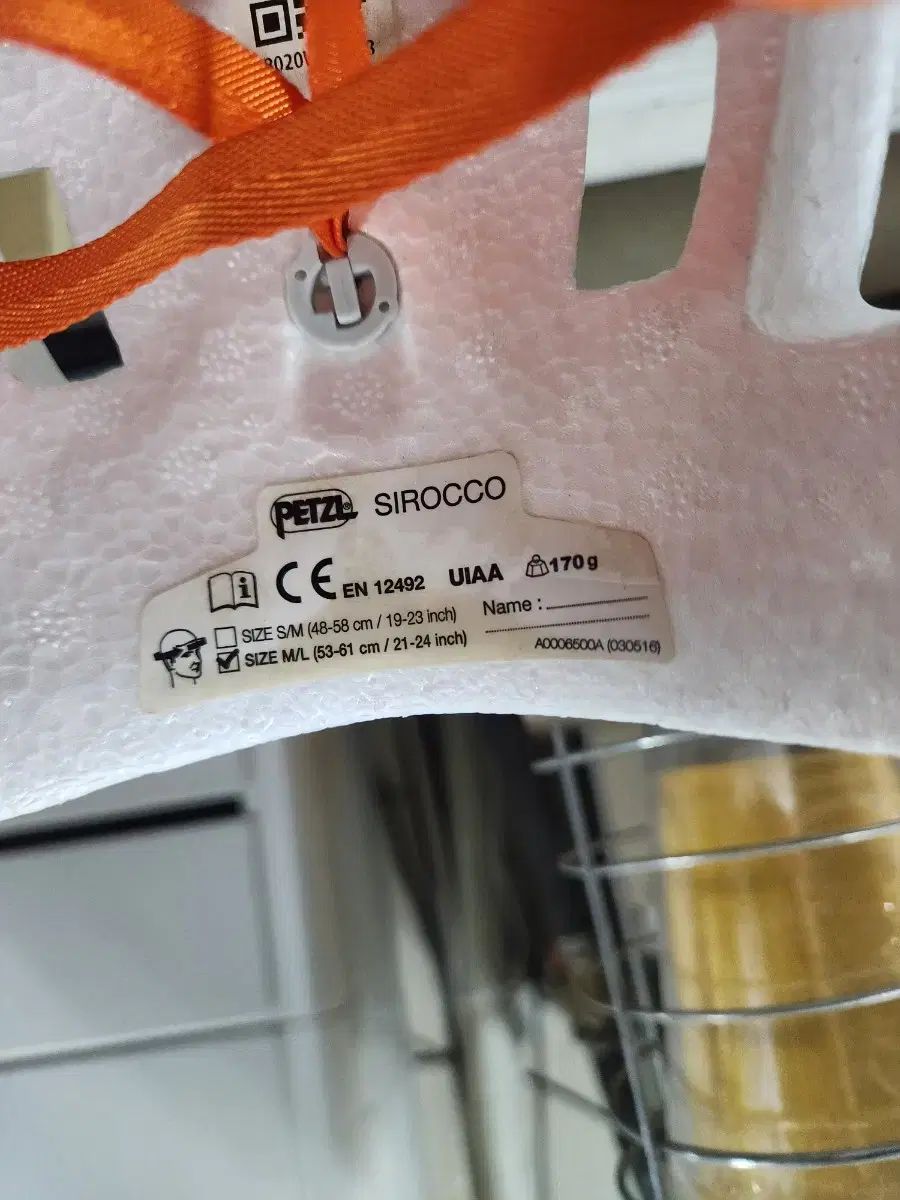 PETZL® SIROCCO
i CE EN 12492 UIAA 170g
SIZE S/M (48-58 cm / 19-23 inch) Name :
SIZE M/L (53-61 cm / 21-24 inch) A0006500A (030516)